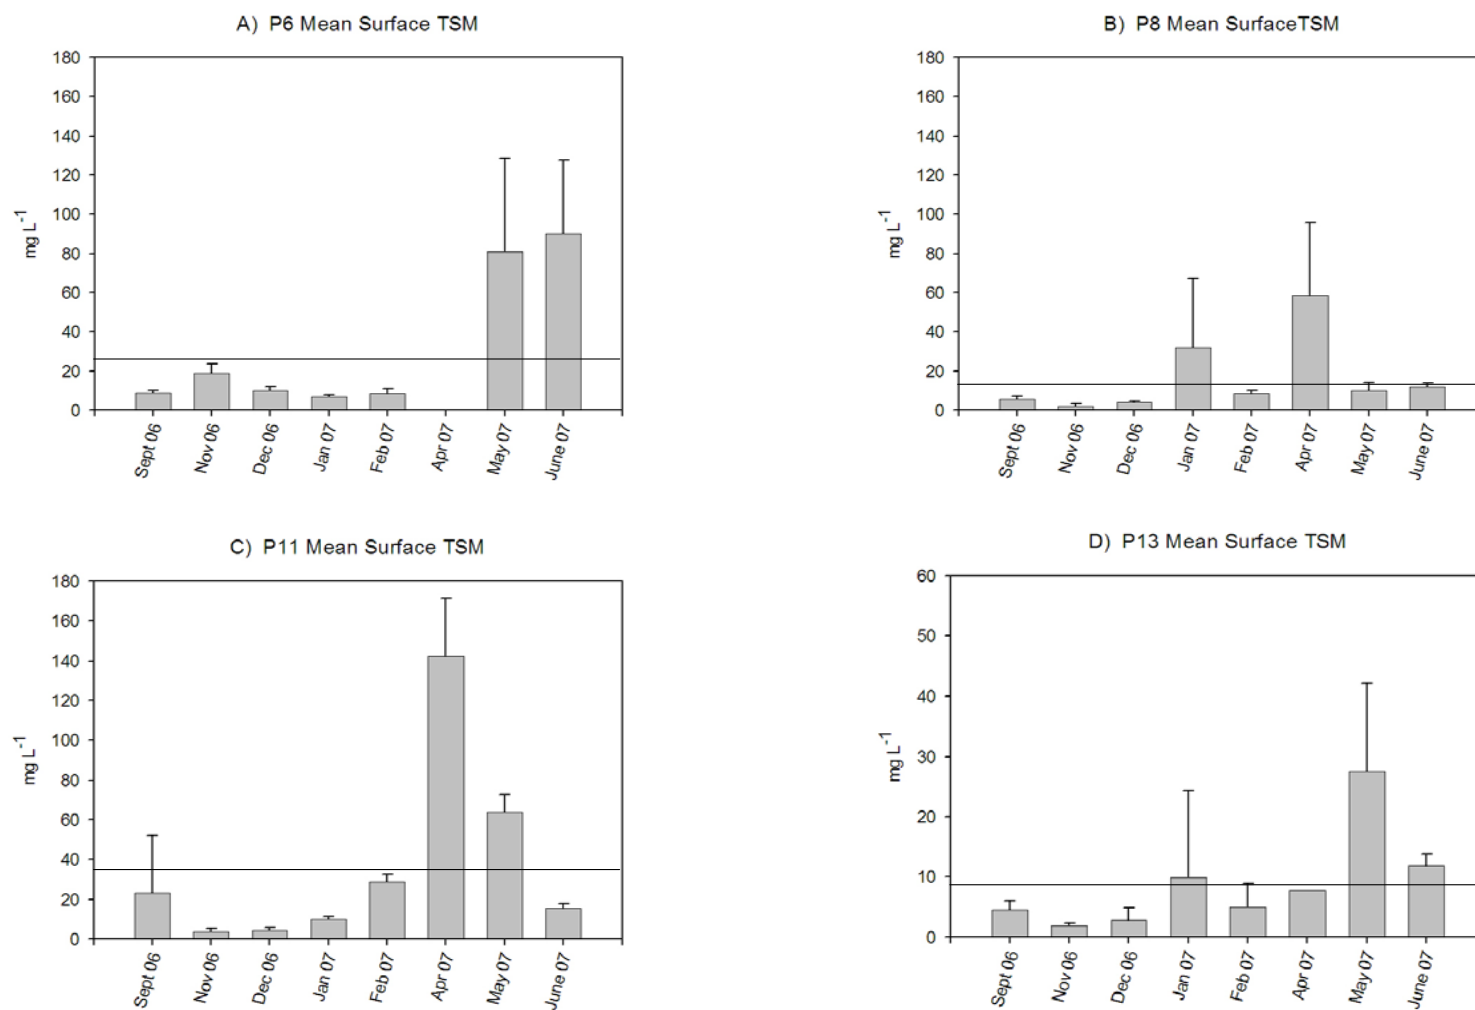 A) P6 Mean Surface TSM
180
160
140
120
100
80
60
40
20
0
mg L-1
Sept 06
Nov 06
Dec 06
Jan 07
Feb 07
Apr 07
May 07
June 07
B) P8 Mean SurfaceTSM
180
160
140
120
100
80
60
40
20
0
mg L-1
Sept 06
Nov 06
Dec 06
Jan 07
Feb 07
Apr 07
May 07
June 07
C) P11 Mean Surface TSM
180
160
140
120
100
80
60
40
20
0
mg L-1
Sept 06
Nov 06
Dec 06
Jan 07
Feb 07
Apr 07
May 07
June 07
D) P13 Mean Surface TSM
60
50
40
30
20
10
0
mg L-1
Sept 06
Nov 06
Dec 06
Jan 07
Feb 07
Apr 07
May 07
June 07